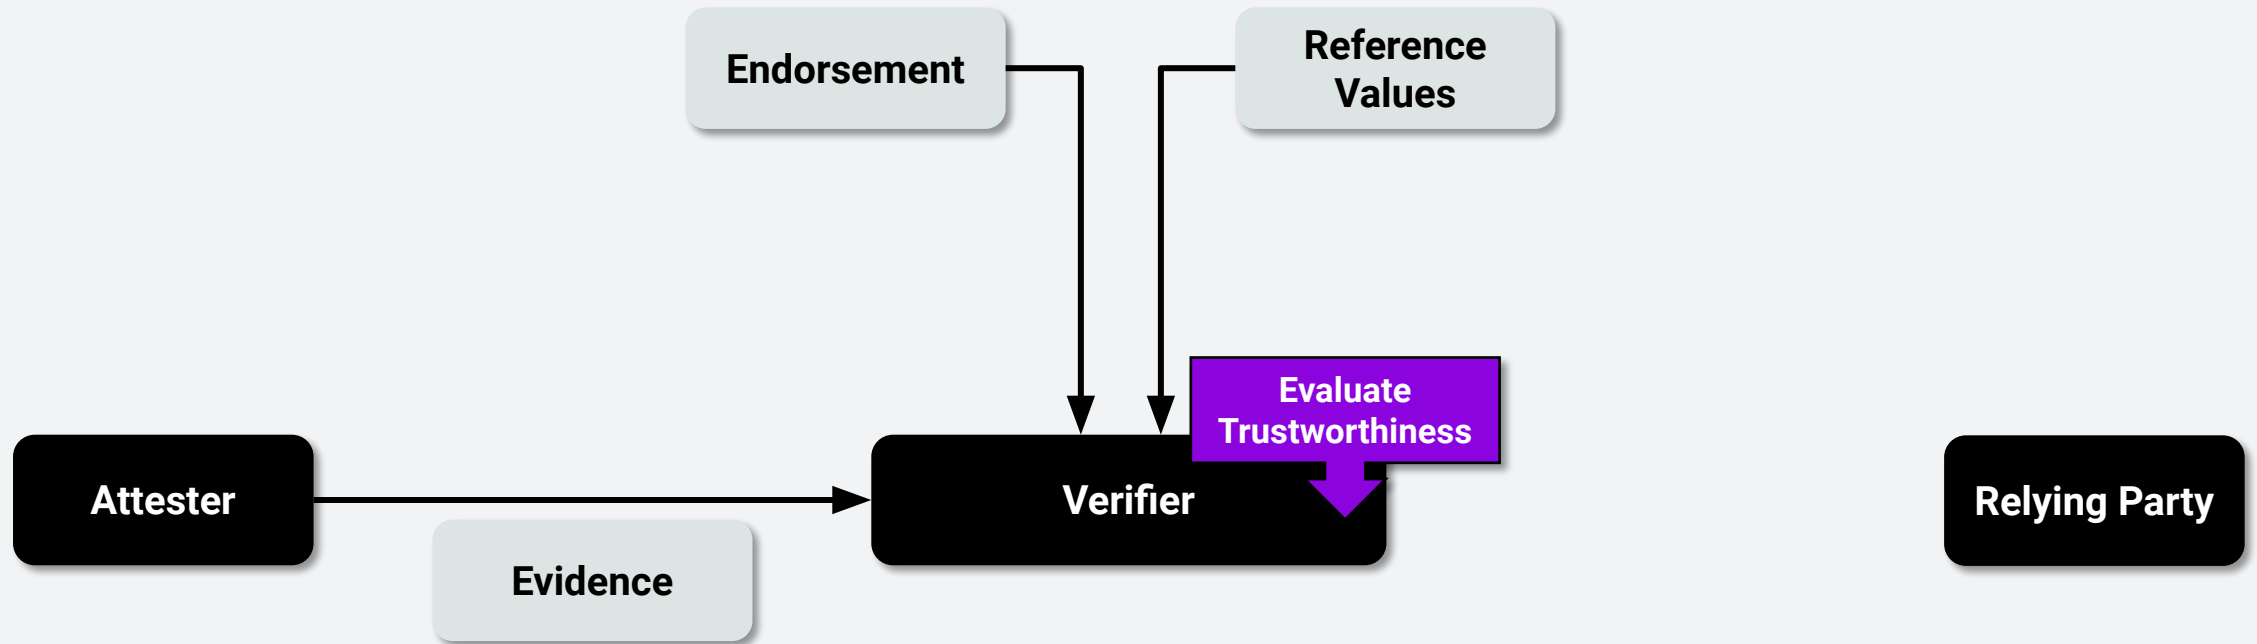 Endorsement
Reference
Values
Evaluate
Trustworthiness
Attester
Verifier
Relying Party
Evidence